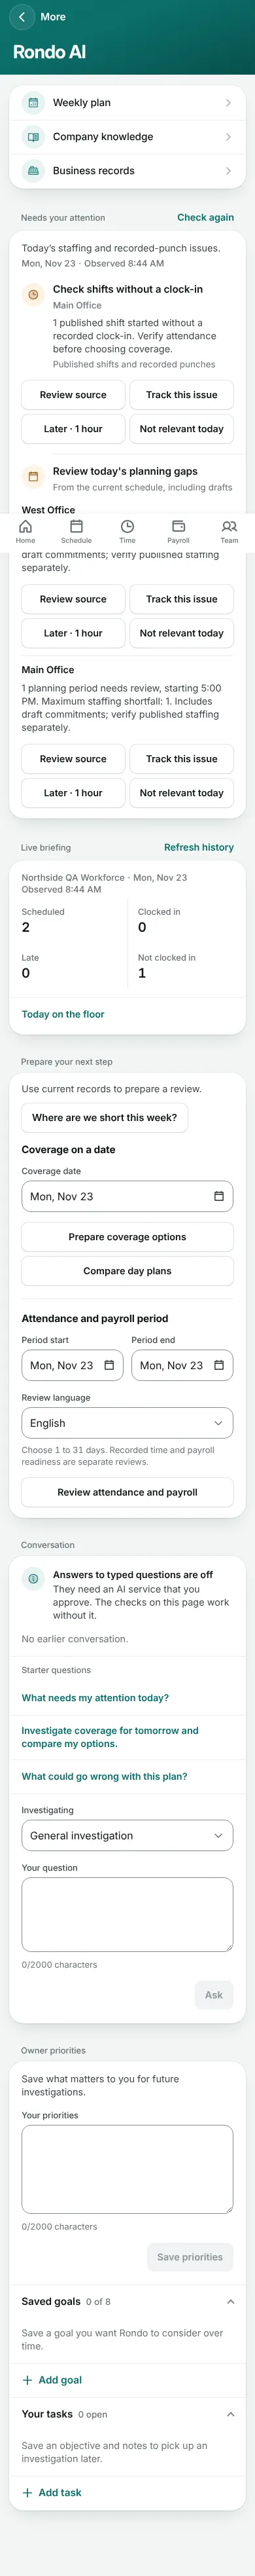 More
Rondo AI
Weekly plan
Company knowledge
Business records
Needs your attention
Check again
Today's staffing and recorded-punch issues.
Mon, Nov 23 · Observed 8:44 AM
Check shifts without a clock-in
Main Office
1 published shift started without a
recorded clock-in. Verify attendance
before choosing coverage.
Published shifts and recorded punches
Review source
Track this issue
Later · 1 hour
Not relevant today
Review today's planning gaps
From the current schedule, including drafts
West Office
Home
Schedule
Time
Payroll
Team
draft commitments; verify published staffing
separately.
Review source
Track this issue
Later · 1 hour
Not relevant today
Main Office
1 planning period needs review, starting 5:00
PM. Maximum staffing shortfall: 1. Includes
draft commitments; verify published staffing
separately.
Review source
Track this issue
Later · 1 hour
Not relevant today
Live briefing
Refresh history
Northside QA Workforce · Mon, Nov 23
Observed 8:44 AM
Scheduled
Clocked in
2
0
Late
Not clocked in
0
1
Today on the floor
Prepare your next step
Use current records to prepare a review.
Where are we short this week?
Coverage on a date
Coverage date
Mon, Nov 23
Prepare coverage options
Compare day plans
Attendance and payroll period
Period start
Period end
Mon, Nov 23
Mon, Nov 23
Review language
English
Choose 1 to 31 days. Recorded time and payroll
readiness are separate reviews.
Review attendance and payroll
Conversation
Answers to typed questions are off
They need an AI service that you
approve. The checks on this page work
without it.
No earlier conversation.
Starter questions
What needs my attention today?
Investigate coverage for tomorrow and
compare my options.
What could go wrong with this plan?
Investigating
General investigation
Your question
0/2000 characters
Ask
Owner priorities
Save what matters to you for future
investigations.
Your priorities
0/2000 characters
Save priorities
Saved goals 0 of 8
Save a goal you want Rondo to consider over
time.
Add goal
Your tasks 0 open
Save an objective and notes to pick up an
investigation later.
Add task